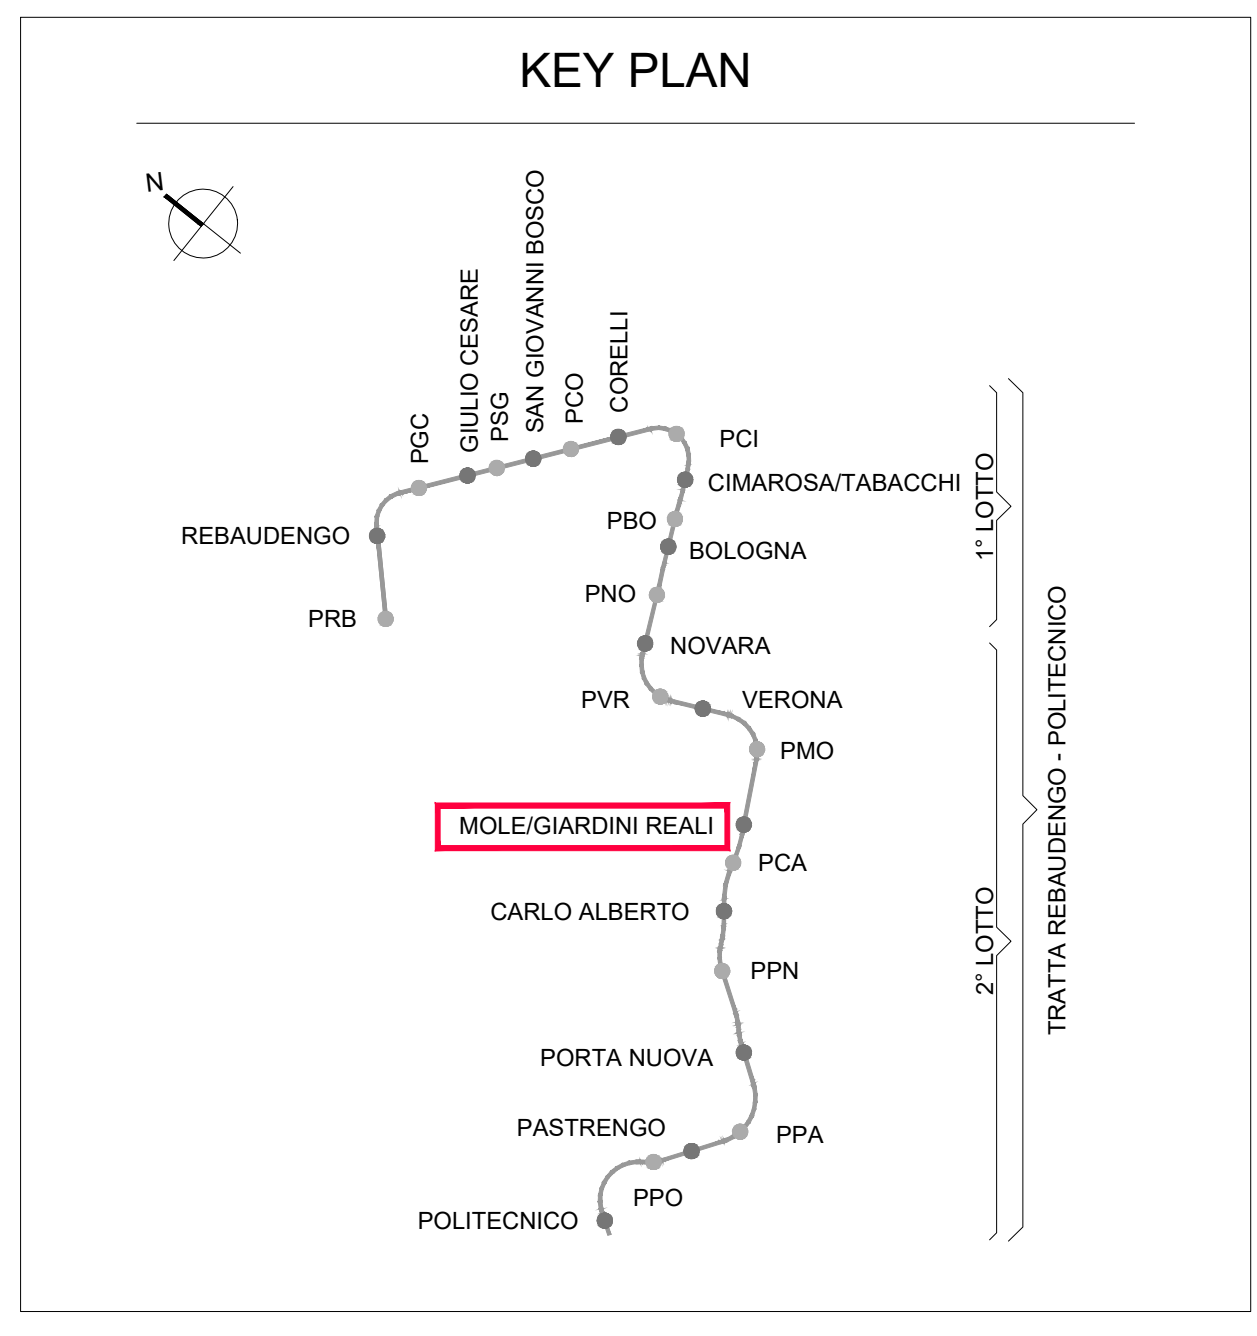 KEY PLAN
N
PGC
GIULIO CESARE
PSG
SAN GIOVANNI BOSCO
PCO
CORELLI
PCI
CIMAROSA/TABACCHI
REBAUDENGO
PBO
BOLOGNA
PNO
PRB
NOVARA
PVR
VERONA
PMO
MOLE/GIARDINI REALI
PCA
CARLO ALBERTO
PPN
PORTA NUOVA
PASTRENGO
PPA
PPO
POLITECNICO
1° LOTTO
2° LOTTO
TRATTA REBAUDENGO - POLITECNICO